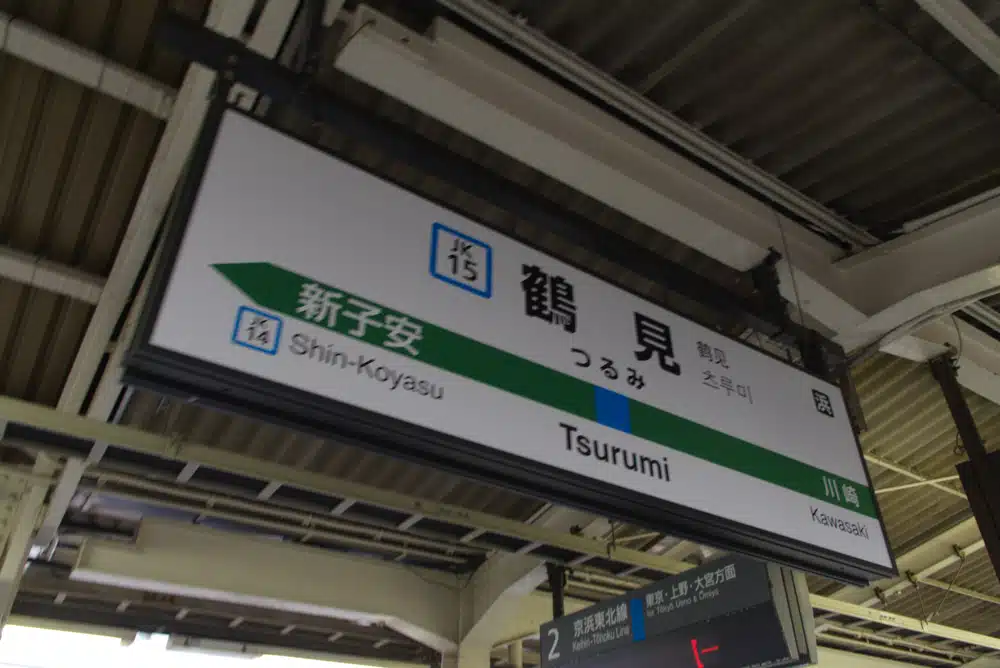 JK
15
鶴見
鹤见
つるみ
츠루미
浜
新子安
川崎
JK
14
Shin-Koyasu
Tsurumi
Kawasaki
2
京浜東北線
Keihin-Tōhoku Line
東京・上野・大宮方面
for Tōkyō Ueno & Ōmiya